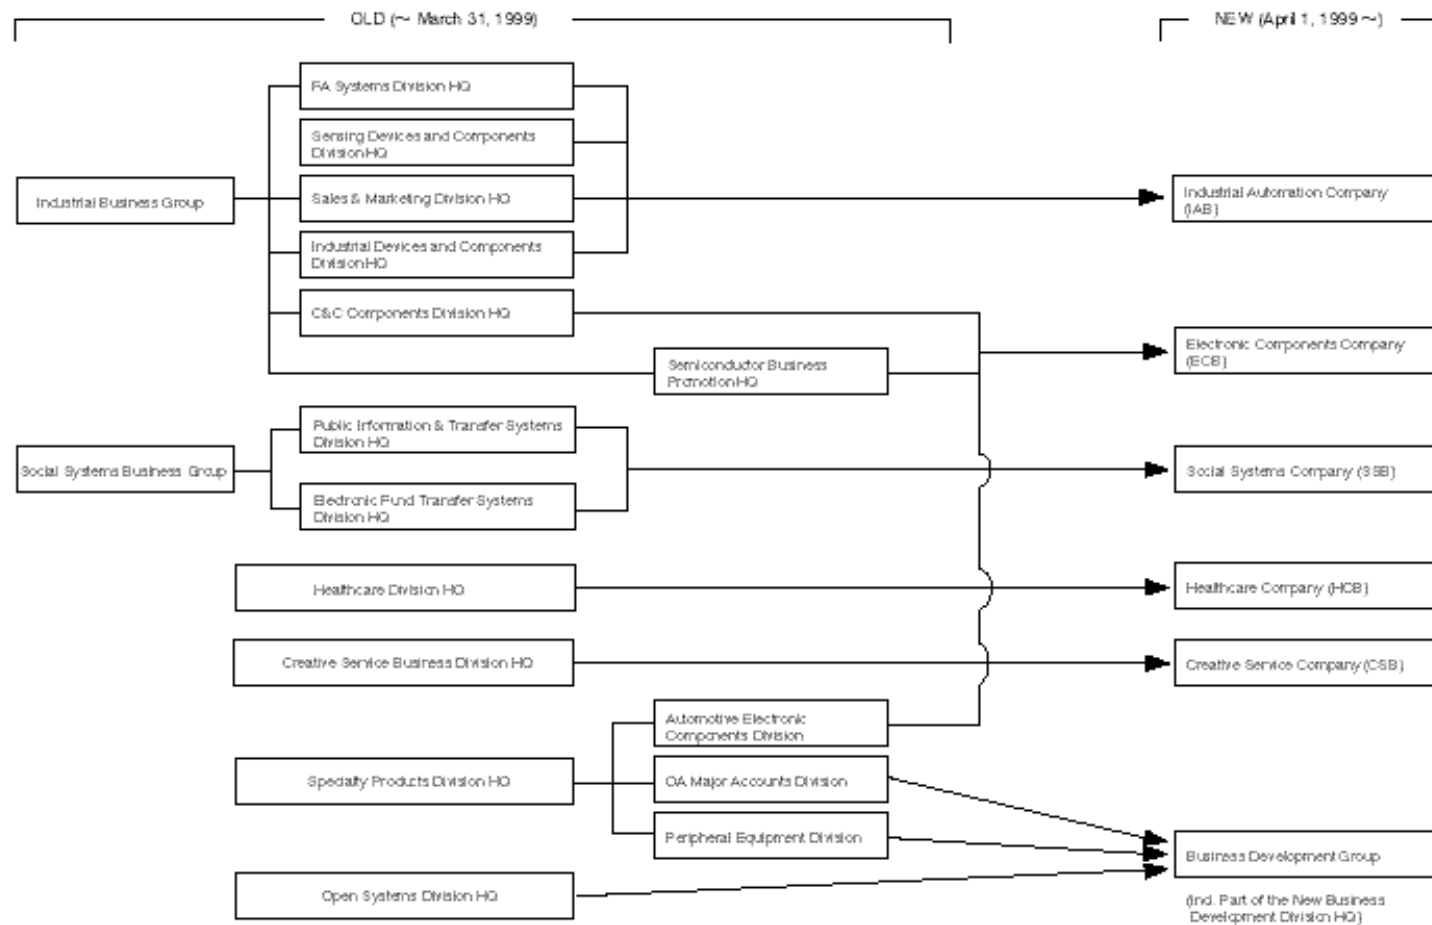 OLD (～ March 31, 1999)
NEW (April 1, 1999 ～)
FA Systems Division HQ
Sensing Devices and Components
Division HQ
Industrial Business Group
Sales & Marketing Division HQ
Industrial Automation Company
(IAB)
Industrial Devices and Components
Division HQ
C&C Components Division HQ
Semiconductor Business
Promotion HQ
Electronic Components Company
(ECB)
Public Information & Transfer Systems
Division HQ
Social Systems Business Group
Electronic Fund Transfer Systems
Division HQ
Social Systems Company (SSB)
Healthcare Division HQ
Healthcare Company (HCB)
Creative Service Business Division HQ
Creative Service Company (CSB)
Automotive Electronic
Components Division
Specialty Products Division HQ
OA Major Accounts Division
Peripheral Equipment Division
Business Development Group
Open Systems Division HQ
(Incl. Part of the New Business
Development Division HQ)